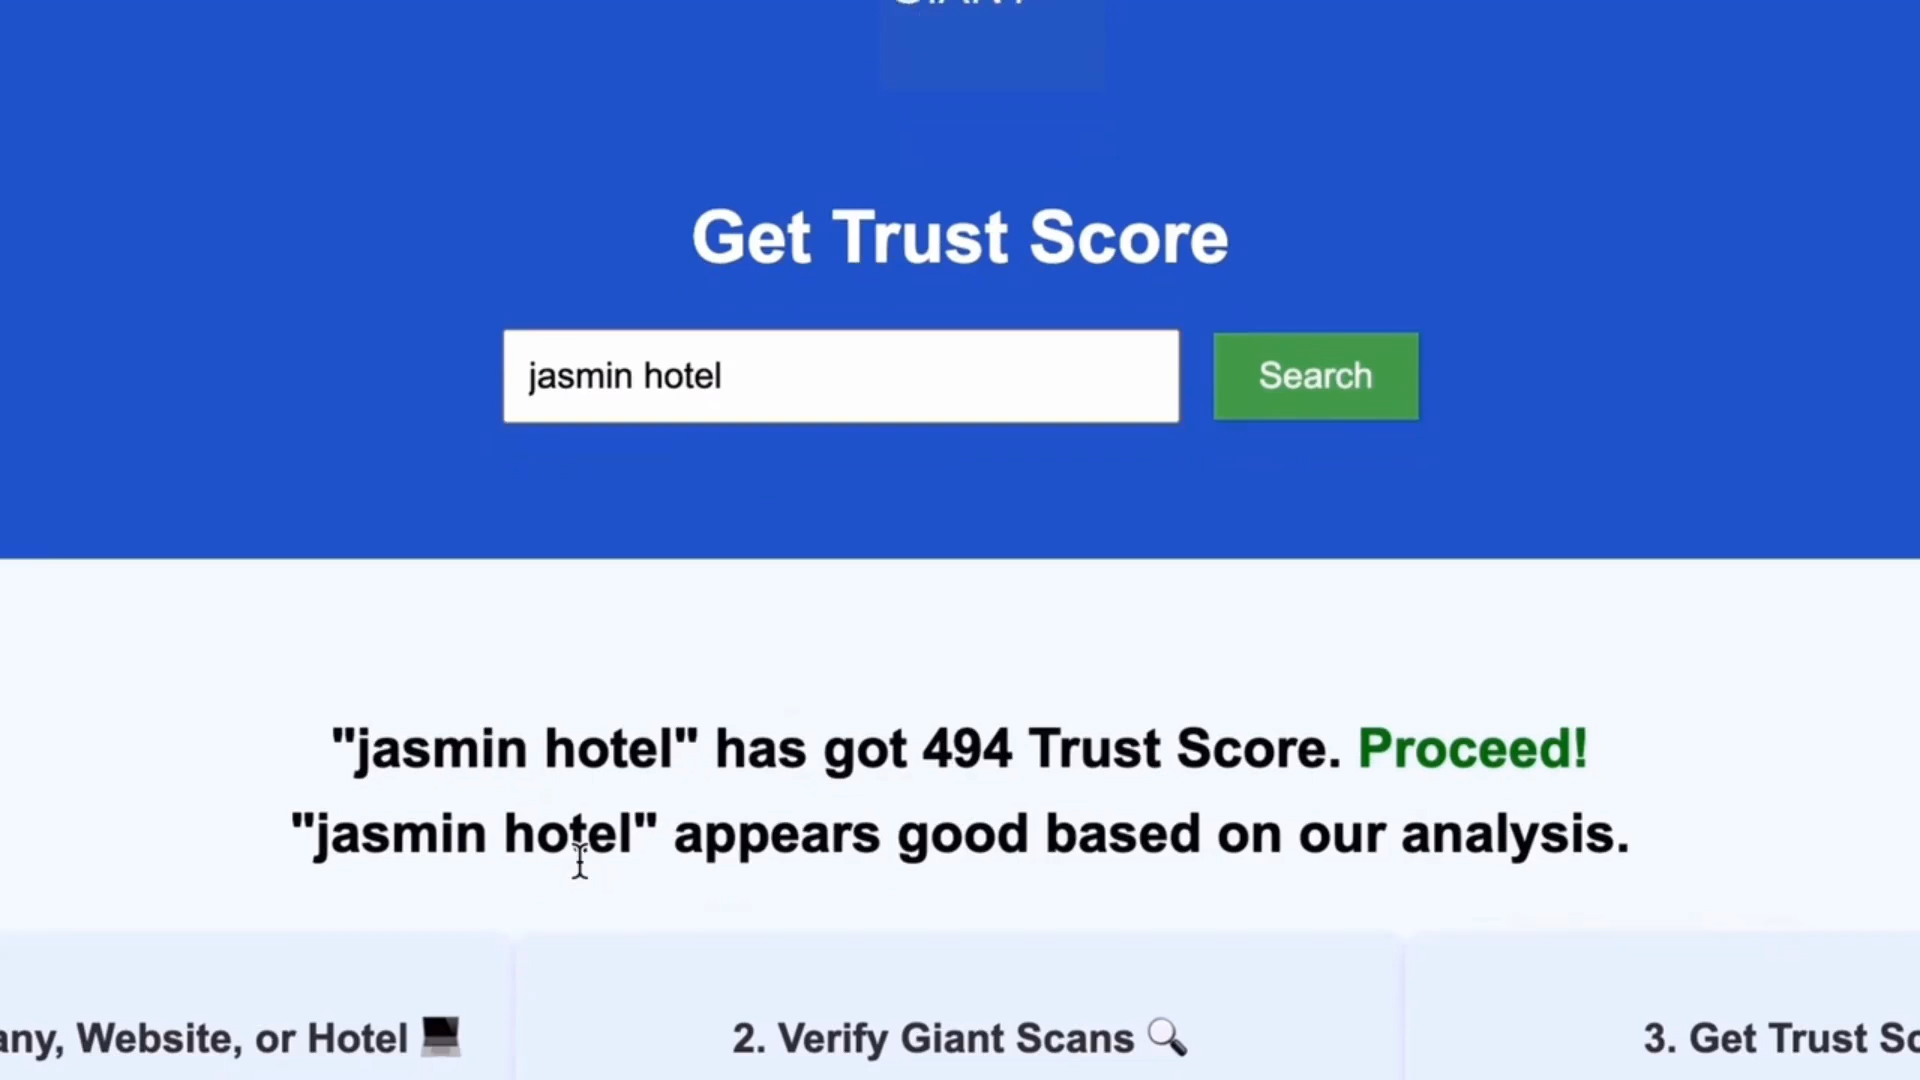 Get Trust Score
jasmin hotel
Search
"jasmin hotel" has got 494 Trust Score. Proceed!
"jasmin hotel" appears good based on our analysis.
any, Website, or Hotel 💻
2. Verify Giant Scans 🔍
3. Get Trust Sc